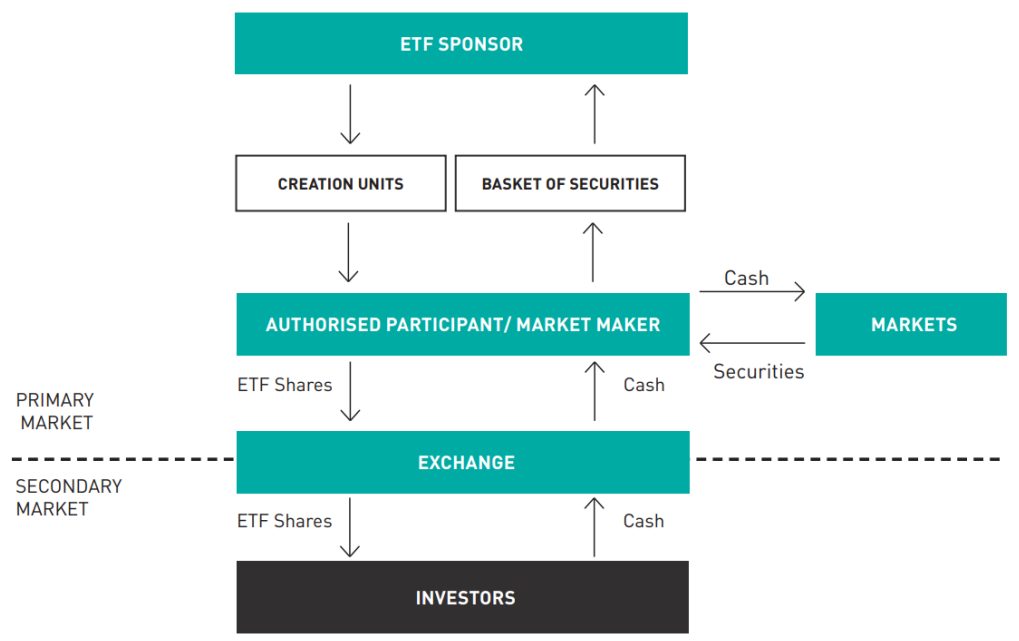 ETF SPONSOR
CREATION UNITS
BASKET OF SECURITIES
Cash
AUTHORISED PARTICIPANT/ MARKET MAKER
MARKETS
Securities
ETF Shares
Cash
PRIMARY
MARKET
EXCHANGE
SECONDARY
MARKET
ETF Shares
Cash
INVESTORS